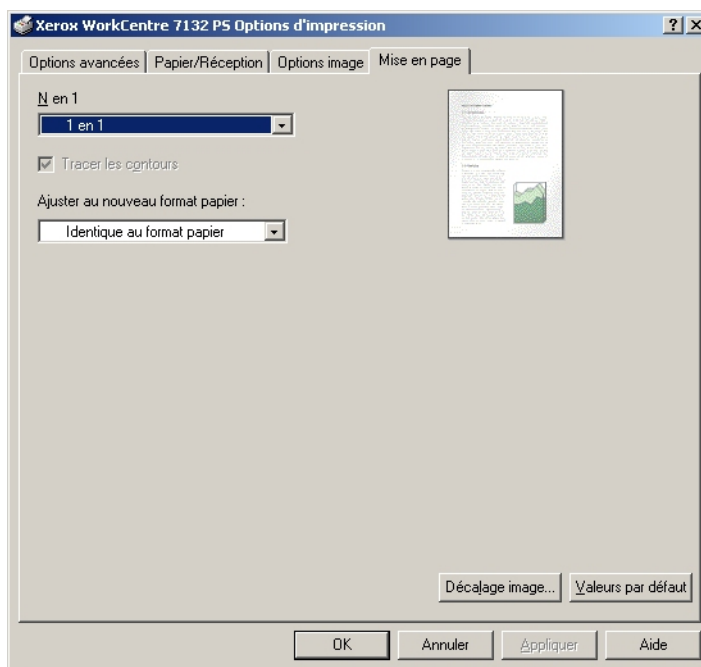 Xerox WorkCentre 7132 PS Options d'impression
Options avancées Papier/Réception Options image Mise en page
N en 1
1 en 1
Tracer les contours
Ajuster au nouveau format papier :
Identique au format papier
Décalage image... Valeurs par défaut
OK Annuler Appliquer Aide